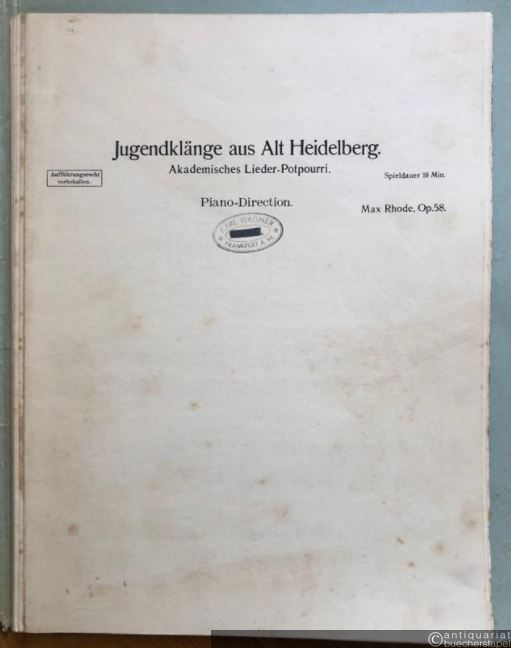 Jugendklänge aus Alt Heidelberg.
Akademisches Lieder-Potpourri.
Aufführungsrecht
vorbehalten.
Spieldauer 18 Min.
Piano-Direction.
Max Rhode, Op.58.
CARL WAGNER
FRANKFURT A. M.
©antiquariat
buecherstapel